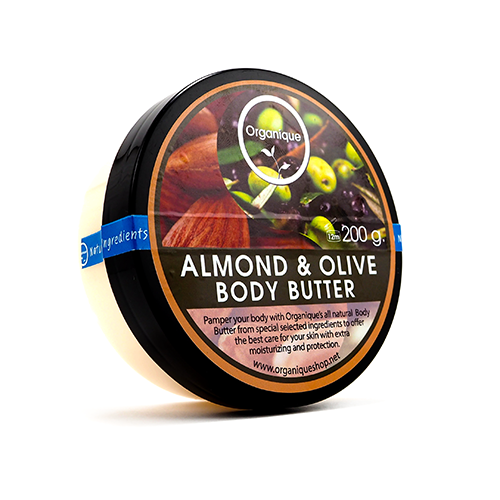 Organique
12m 200 g.
ALMOND & OLIVE
BODY BUTTER
Pamper your body with Organique's all natural Body
Butter from special selected ingredients to offer
the best care for your skin with extra
moisturizing and protection.
www.organiqueshop.net
Ingredients